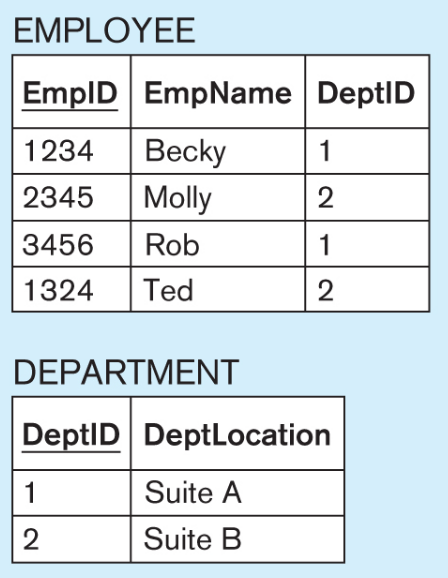 EMPLOYEE
EmpID EmpName DeptID
1234 Becky 1
2345 Molly 2
3456 Rob 1
1324 Ted 2
DEPARTMENT
DeptID DeptLocation
1 Suite A
2 Suite B